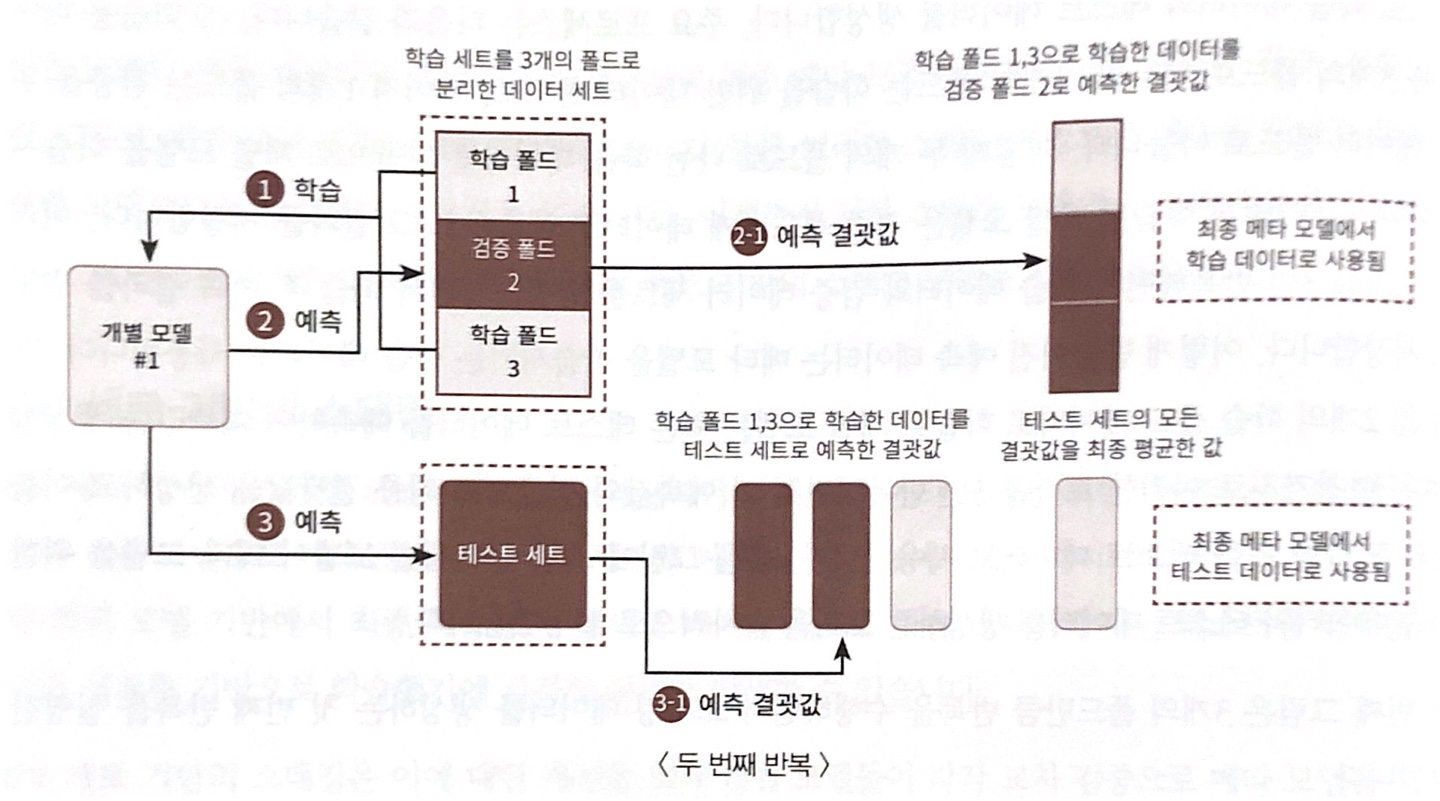 학습 세트를 3개의 폴드로
분리한 데이터 세트
학습 폴드 1,3으로 학습한 데이터를
검증 폴드 2로 예측한 결괏값
학습 폴드
1
1 학습
검증 폴드
2
2-1 예측 결괏값
최종 메타 모델에서
학습 데이터로 사용됨
개별 모델
#1
2 예측
학습 폴드
3
학습 폴드 1,3으로 학습한 데이터를
테스트 세트로 예측한 결괏값
테스트 세트의 모든
결괏값을 최종 평균한 값
3 예측
테스트 세트
최종 메타 모델에서
테스트 데이터로 사용됨
3-1 예측 결괏값
〈 두 번째 반복 〉